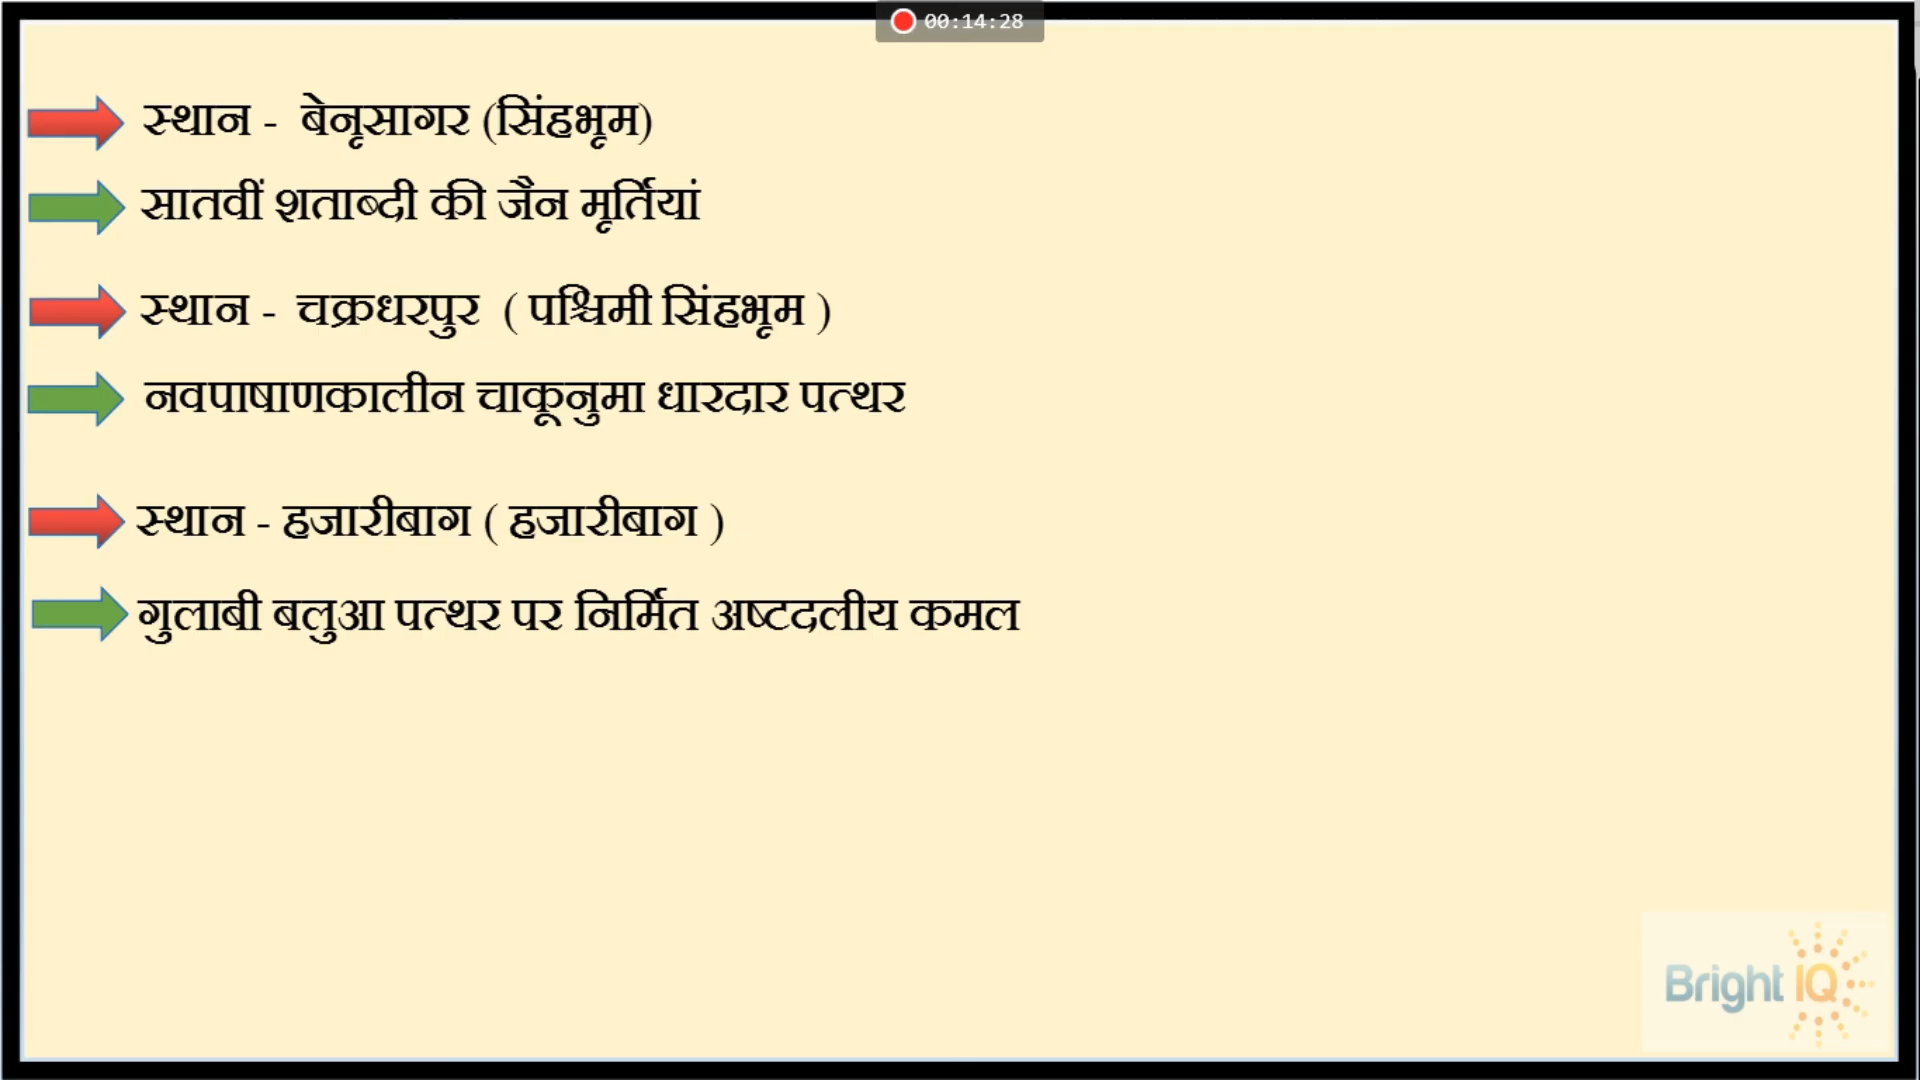 00:14:28
स्थान - बेनृसागर (सिंहभृम)
सातवीं शताब्दी की जैन मृर्तियां
स्थान - चक्रधरपुर ( पश्चिमी सिंहभृम )
नवपाषाणकालीन चाकूनुमा धारदार पत्थर
स्थान - हजारीबाग ( हजारीबाग )
गुलाबी बलुआ पत्थर पर निर्मित अष्टदलीय कमल
Bright IQ